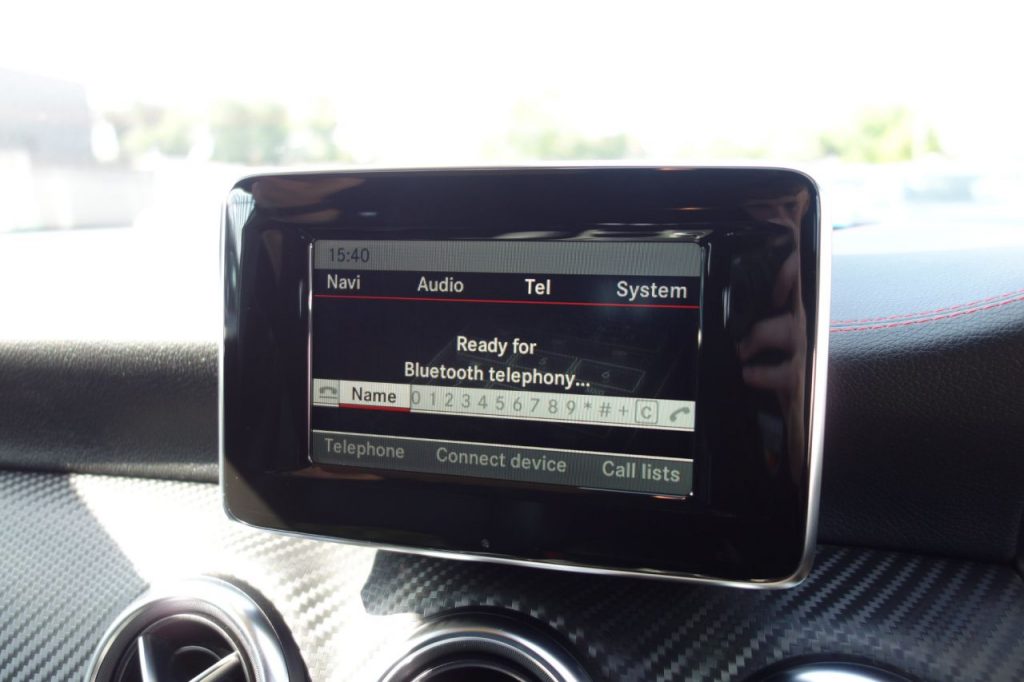 15:40
Navi Audio Tel System
Ready for
Bluetooth telephony...
Name 0 1 2 3 4 5 6 7 8 9 * # + C
Telephone Connect device Call lists